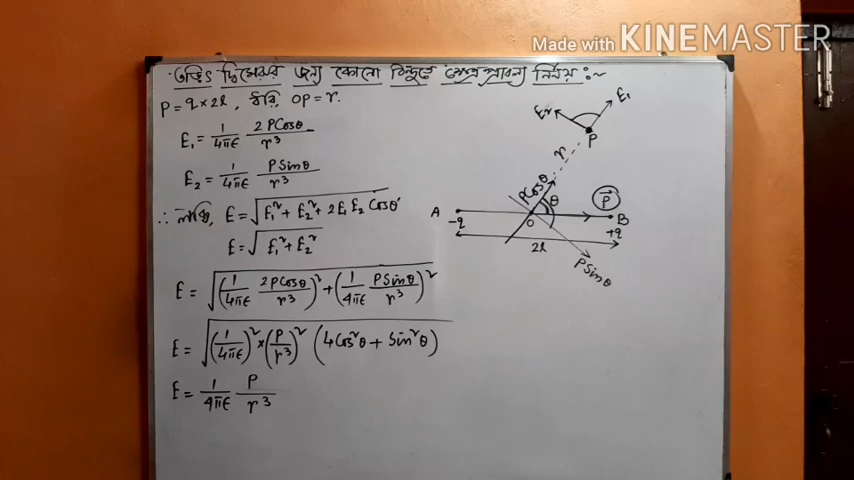 Made with KINEMASTER
তড়িৎ দ্বিমেরুর জন্য কোনো বিন্দুতে ক্ষেত্র প্রাবল্য নির্ণয় :~
P = q × 2l , ধরি, OP = r.
E₁ = 1/4πϵ 2PCosθ/r³
E₂ = 1/4πϵ PSinθ/r³
∴ লব্ধি, E = √(E₁² + E₂² + 2E₁E₂ Cosθ)
E = √(E₁² + E₂²)
E = √((1/4πϵ 2PCosθ/r³)² + (1/4πϵ PSinθ/r³)²)
E = √((1/4πϵ)² × (P/r³)² (4Cos²θ + Sin²θ))
E = 1/4πϵ P/r³
E₂ E₁
P
r
PCosθ
θ P⃗
A O B
-q +q
2l
PSinθ